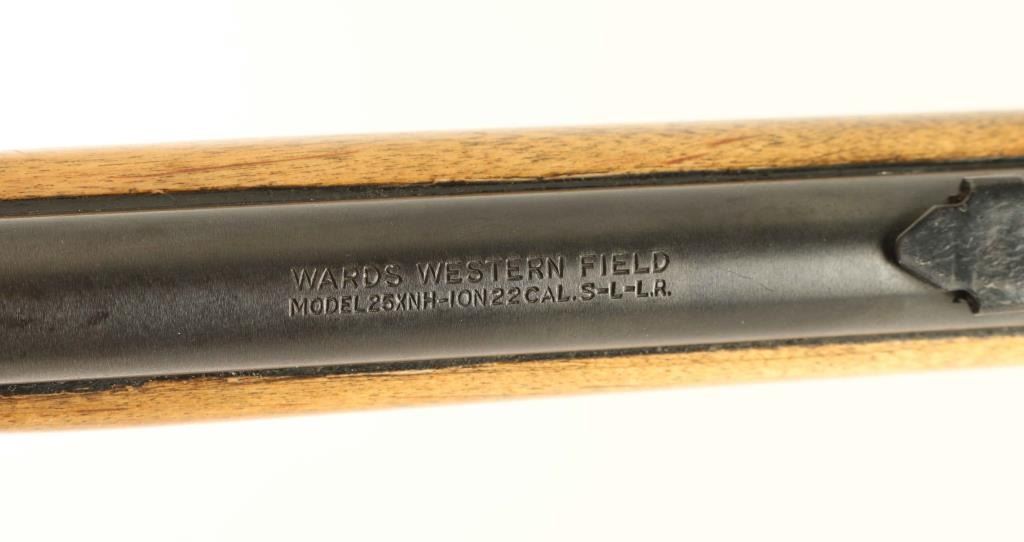 WARDS WESTERN FIELD
MODEL 25XNH-ION 22 CAL. S-L-L.R.